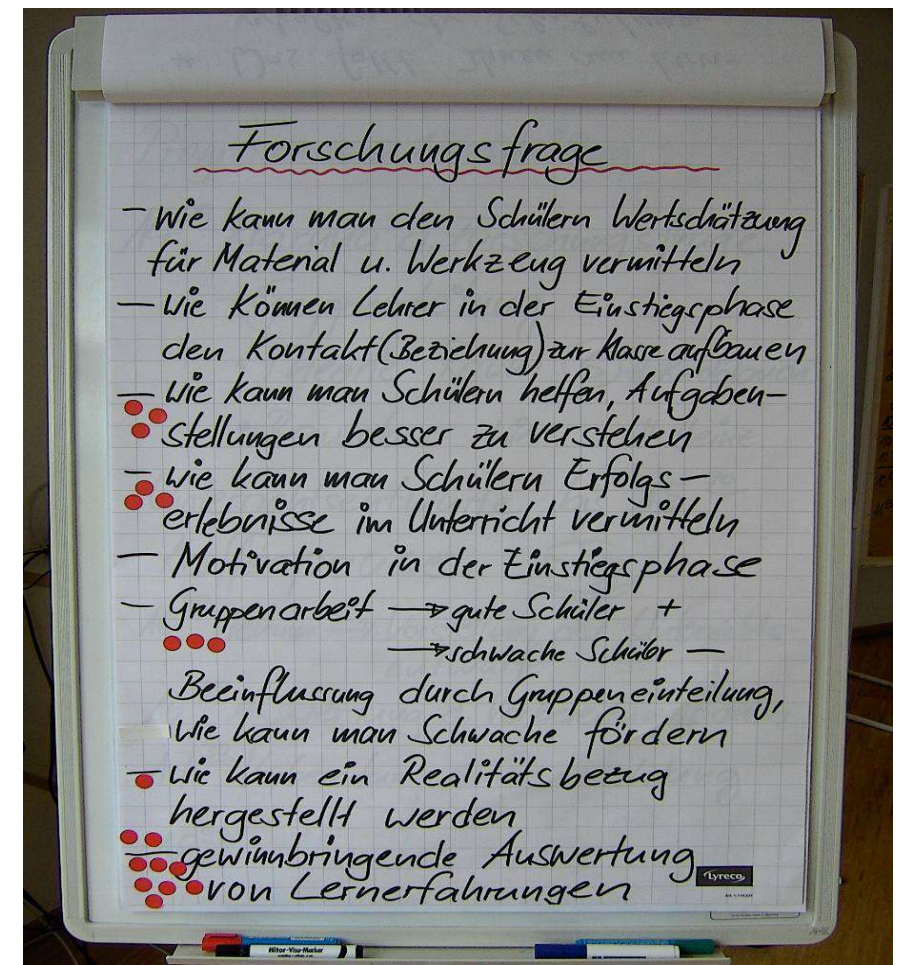 Forschungsfrage
- Wie kann man den Schülern Wertschätzung
für Material u. Werkzeug vermitteln
- Wie können Lehrer in der Einstiegsphase
den Kontakt (Beziehung) zur Klasse aufbauen
- Wie kann man Schülern helfen, Aufgaben-
stellungen besser zu verstehen
- Wie kann man Schülern Erfolgs-
erlebnisse im Unterricht vermitteln
- Motivation in der Einstiegsphase
- Gruppenarbeit → gute Schüler +
→ schwache Schüler -
Beeinflussung durch Gruppeneinteilung,
Wie kann man Schwache fördern
- Wie kann ein Realitätsbezug
hergestellt werden
- gewinnbringende Auswertung
von Lernerfahrungen
Lyreco